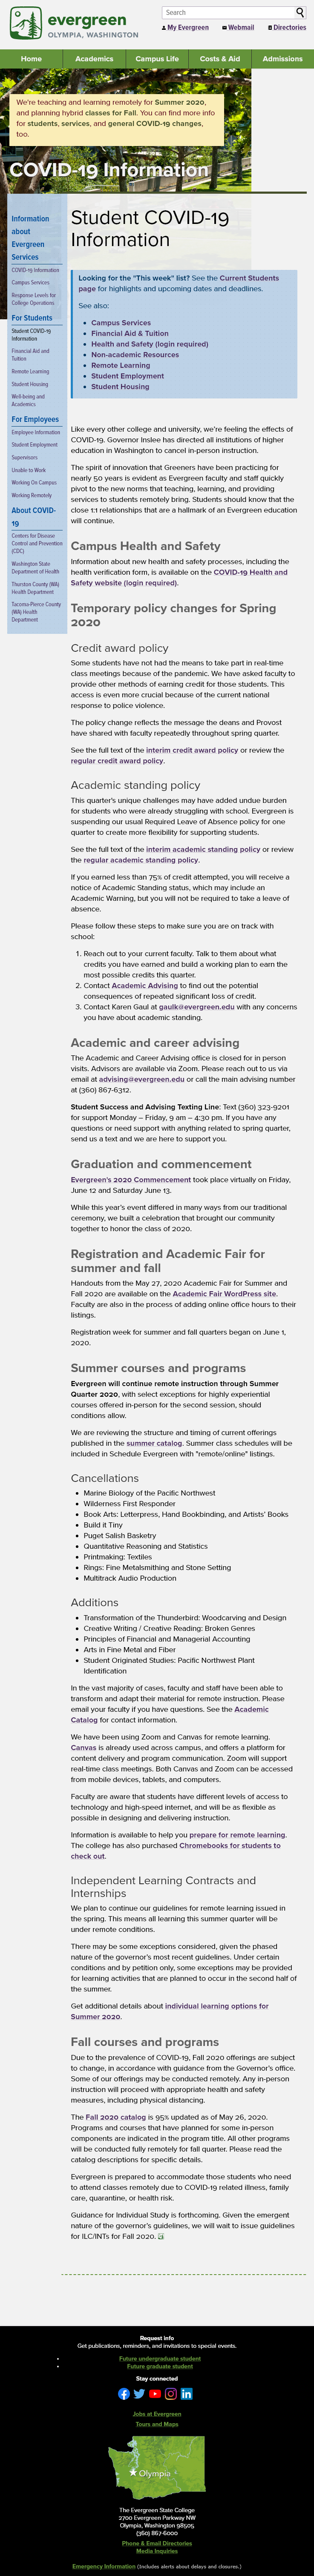 evergreen
OLYMPIA, WASHINGTON
Search
My Evergreen
Webmail
Directories
Home
Academics
Campus Life
Costs & Aid
Admissions
We're teaching and learning remotely for Summer 2020,
and planning hybrid classes for Fall. You can find more info
for students, services, and general COVID-19 changes,
too.
COVID-19 Information
Information
about
Evergreen
Services
COVID-19 Information
Campus Services
Response Levels for
College Operations
For Students
Student COVID-19
Information
Financial Aid and
Tuition
Remote Learning
Student Housing
Well-being and
Academics
For Employees
Employee Information
Student Employment
Supervisors
Unable to Work
Working On Campus
Working Remotely
About COVID-
19
Centers for Disease
Control and Prevention
(CDC)
Washington State
Department of Health
Thurston County (WA)
Health Department
Tacoma-Pierce County
(WA) Health
Department
Student COVID-19
Information
Looking for the "This week" list? See the Current Students
page for highlights and upcoming dates and deadlines.
See also:
• Campus Services
• Financial Aid & Tuition
• Health and Safety (login required)
• Non-academic Resources
• Remote Learning
• Student Employment
• Student Housing
Like every other college and university, we're feeling the effects of
COVID-19. Governor Inslee has directed all institutions of higher
education in Washington to continue remote instruction.
The spirit of innovation that Greeners have been practicing for
nearly 50 years is evident as Evergreen faculty and staff quickly
pivot to the new norms that teaching, learning, and providing
services and support remotely bring. Students should know that the
close 1:1 relationships that are a hallmark of an Evergreen education
will continue.
Campus Health and Safety
Information about new health and safety processes, including the
health verification form, is available on the COVID-19 Health and
Safety website (login required).
Temporary policy changes for Spring
2020
Credit award policy
Some students have not had the means to take part in real-time
class meetings because of the pandemic. We have asked faculty to
provide other methods of earning credit for those students. This
access is even more crucial because of the current national
response to police violence.
The policy change reflects the message the deans and Provost
have shared with faculty repeatedly throughout spring quarter.
See the full text of the interim credit award policy or review the
regular credit award policy.
Academic standing policy
This quarter's unique challenges may have added undue burden
for students who are already struggling with school. Evergreen is
suspending our usual Required Leave of Absence policy for one
quarter to create more flexibility for supporting students.
See the full text of the interim academic standing policy or review
the regular academic standing policy.
If you earned less than 75% of credit attempted, you will receive a
notice of Academic Standing status, which may include an
Academic Warning, but you will not be required to take a leave of
absence.
Please follow these steps to make sure you are on track with
school:
1. Reach out to your current faculty. Talk to them about what
credits you have earned and build a working plan to earn the
most possible credits this quarter.
2. Contact Academic Advising to find out the potential
consequences of repeated significant loss of credit.
3. Contact Karen Gaul at gaulk@evergreen.edu with any concerns
you have about academic standing.
Academic and career advising
The Academic and Career Advising office is closed for in person
visits. Advising is available via Zoom. Please reach out to us via
email at advising@evergreen.edu or call the main advising number
at (360) 867-6312.
Student Success and Advising Texting Line: Text (360) 323-9201
for support Monday – Friday, 9 am – 4:30 pm. If you have any
questions or need support with anything related to spring quarter,
send us a text and we are here to support you.
Graduation and commencement
Evergreen's 2020 Commencement took place virtually on Friday,
June 12 and Saturday June 13.
While this year's event differed in many ways from our traditional
ceremony, we built a celebration that brought our community
together to honor the class of 2020.
Registration and Academic Fair for
summer and fall
Handouts from the May 27, 2020 Academic Fair for Summer and
Fall 2020 are available on the Academic Fair WordPress site.
Faculty are also in the process of adding online office hours to their
listings.
Registration week for summer and fall quarters began on June 1,
2020.
Summer courses and programs
Evergreen will continue remote instruction through Summer
Quarter 2020, with select exceptions for highly experiential
courses offered in-person for the second session, should
conditions allow.
We are reviewing the structure and timing of current offerings
published in the summer catalog. Summer class schedules will be
included in Schedule Evergreen with "remote/online" listings.
Cancellations
• Marine Biology of the Pacific Northwest
• Wilderness First Responder
• Book Arts: Letterpress, Hand Bookbinding, and Artists' Books
• Build it Tiny
• Puget Salish Basketry
• Quantitative Reasoning and Statistics
• Printmaking: Textiles
• Rings: Fine Metalsmithing and Stone Setting
• Multitrack Audio Production
Additions
• Transformation of the Thunderbird: Woodcarving and Design
• Creative Writing / Creative Reading: Broken Genres
• Principles of Financial and Managerial Accounting
• Arts in Fine Metal and Fiber
• Student Originated Studies: Pacific Northwest Plant
Identification
In the vast majority of cases, faculty and staff have been able to
transform and adapt their material for remote instruction. Please
email your faculty if you have questions. See the Academic
Catalog for contact information.
We have been using Zoom and Canvas for remote learning.
Canvas is already used across campus, and offers a platform for
content delivery and program communication. Zoom will support
real-time class meetings. Both Canvas and Zoom can be accessed
from mobile devices, tablets, and computers.
Faculty are aware that students have different levels of access to
technology and high-speed internet, and will be as flexible as
possible in designing and delivering instruction.
Information is available to help you prepare for remote learning.
The college has also purchased Chromebooks for students to
check out.
Independent Learning Contracts and
Internships
We plan to continue our guidelines for remote learning issued in
the spring. This means all learning this summer quarter will be
under remote conditions.
There may be some exceptions considered, given the phased
nature of the governor's most recent guidelines. Under certain
conditions and by petition only, some exceptions may be provided
for learning activities that are planned to occur in the second half of
the summer.
Get additional details about individual learning options for
Summer 2020.
Fall courses and programs
Due to the prevalence of COVID-19, Fall 2020 offerings are subject
to change, in accordance with guidance from the Governor's office.
Some of our offerings may be conducted remotely. Any in-person
instruction will proceed with appropriate health and safety
measures, including physical distancing.
The Fall 2020 catalog is 95% updated as of May 26, 2020.
Programs and courses that have planned for some in-person
components are indicated in the program title. All other programs
will be conducted fully remotely for fall quarter. Please read the
catalog descriptions for specific details.
Evergreen is prepared to accommodate those students who need
to attend classes remotely due to COVID-19 related illness, family
care, quarantine, or health risk.
Guidance for Individual Study is forthcoming. Given the emergent
nature of the governor's guidelines, we will wait to issue guidelines
for ILC/INTs for Fall 2020.
Request info
Get publications, reminders, and invitations to special events.
• Future undergraduate student
• Future graduate student
Stay connected
Jobs at Evergreen
Tours and Maps
Olympia
The Evergreen State College
2700 Evergreen Parkway NW
Olympia, Washington 98505
(360) 867-6000
Phone & Email Directories
Media Inquiries
Emergency Information (Includes alerts about delays and closures.)